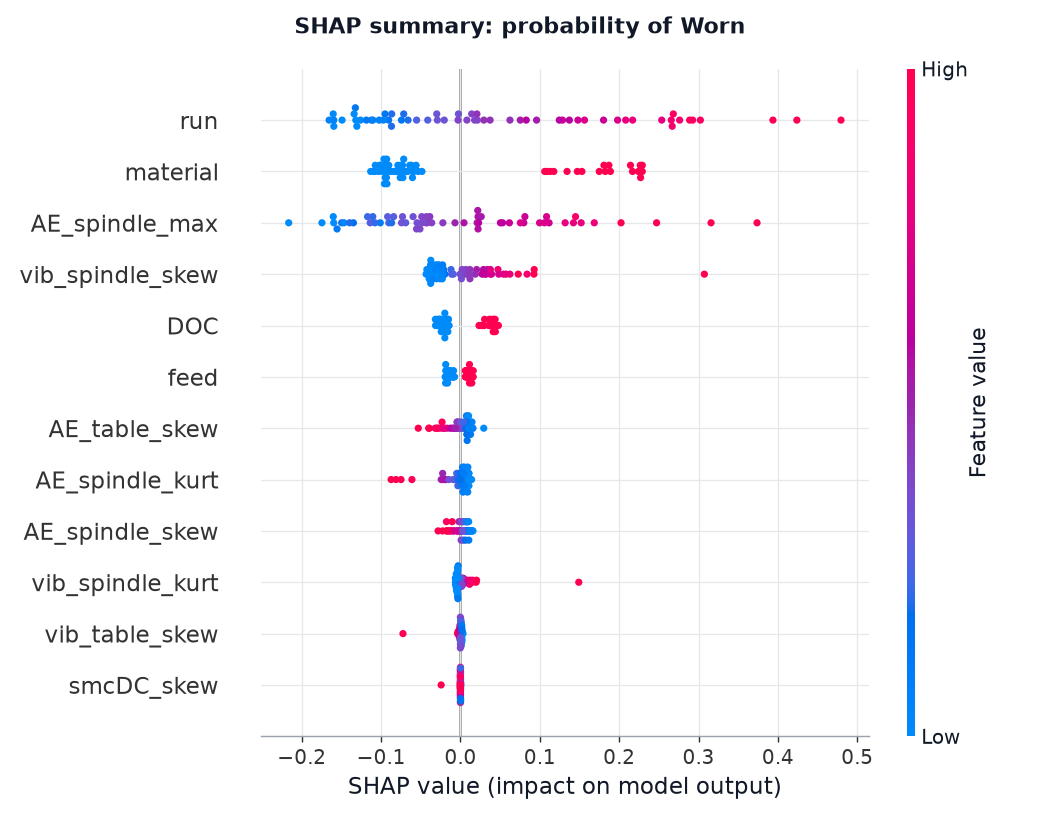 SHAP summary: probability of Worn
run
material
AE_spindle_max
vib_spindle_skew
DOC
feed
AE_table_skew
AE_spindle_kurt
AE_spindle_skew
vib_spindle_kurt
vib_table_skew
smcDC_skew
−0.2 −0.1 0.0 0.1 0.2 0.3 0.4 0.5
SHAP value (impact on model output)
High
Feature value
Low